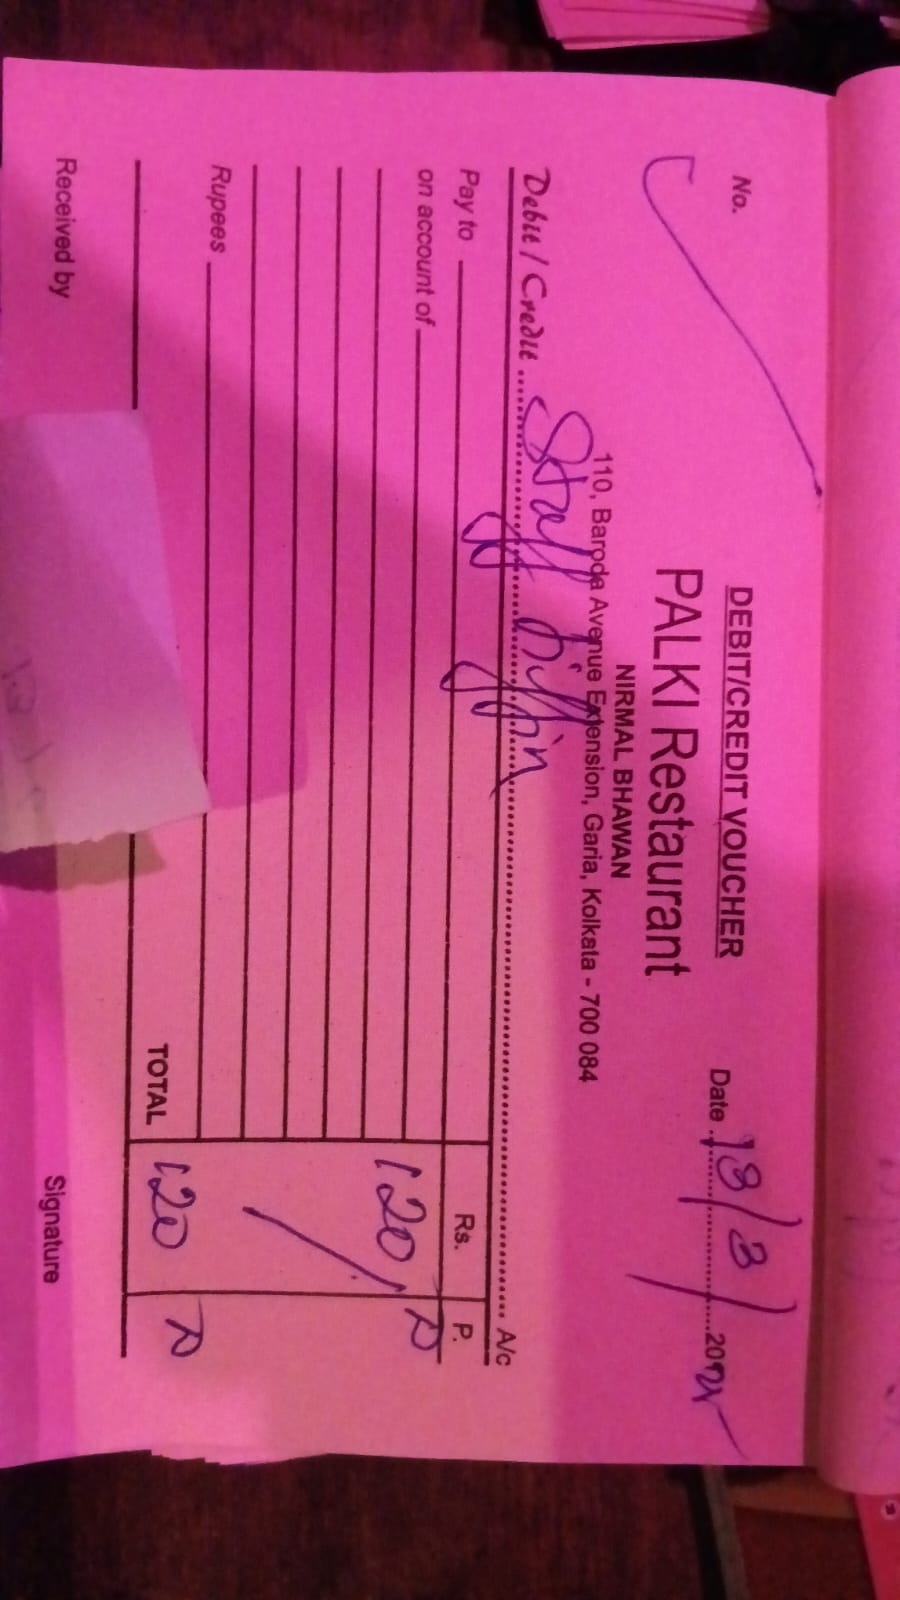 DEBIT/CREDIT VOUCHER
No.
PALKI Restaurant
Date 18/3/
NIRMAL BHAWAN
110, Baroda Avenue Extension, Garia, Kolkata - 700 084
Debit / Credit Staff Tiffin A/c
Pay to Rs. P.
on account of 120
Rupees
TOTAL 120
Received by Signature